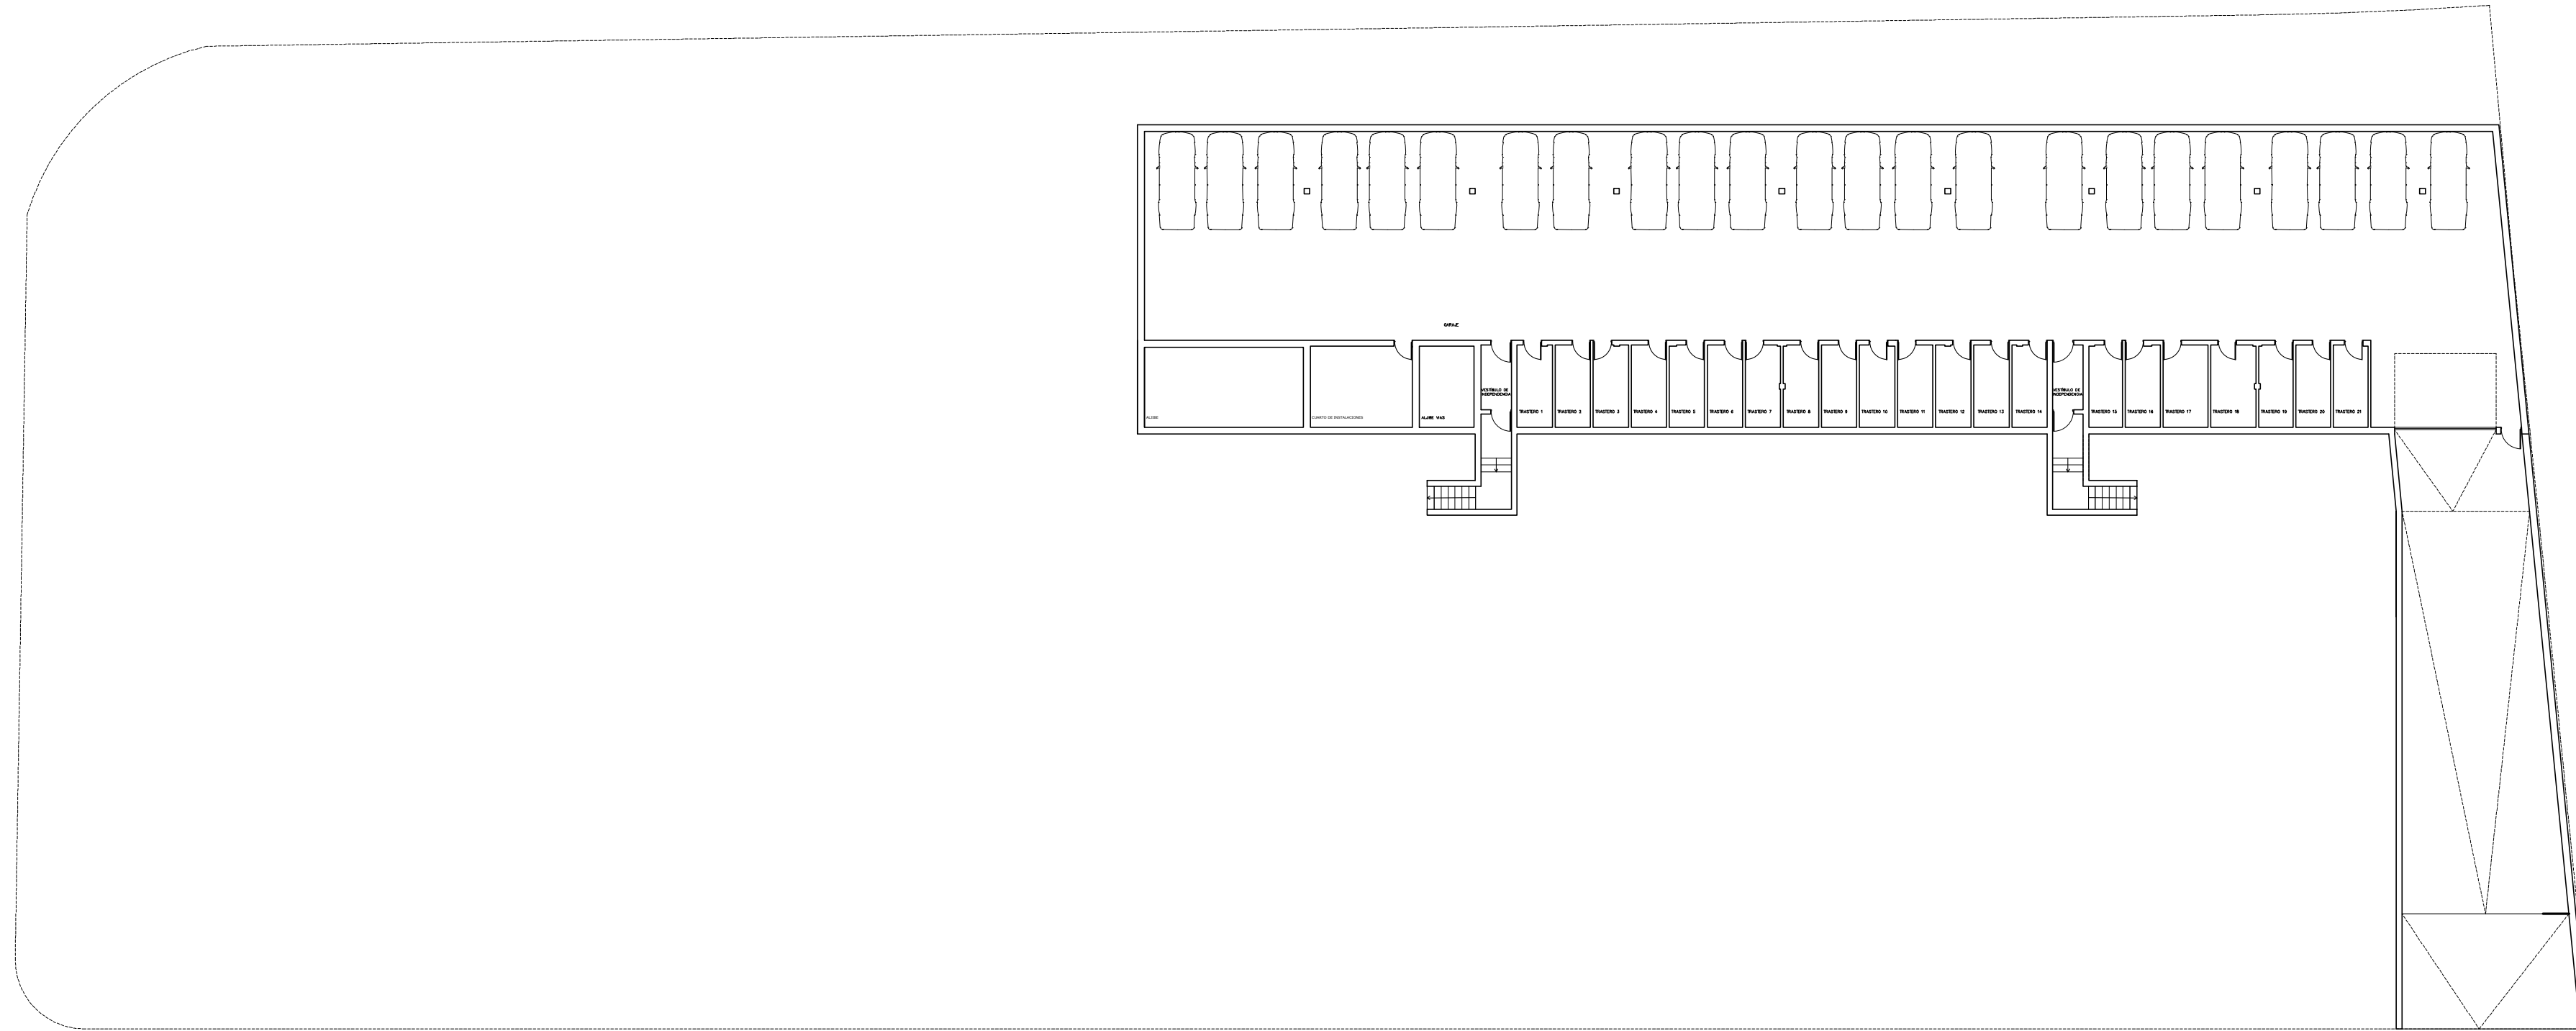 GARAJE
VESTÍBULO DE
INDEPENDENCIA
VESTÍBULO DE
INDEPENDENCIA
TRASTERO 1
TRASTERO 2
TRASTERO 3
TRASTERO 4
TRASTERO 5
TRASTERO 6
TRASTERO 7
TRASTERO 8
TRASTERO 9
TRASTERO 10
TRASTERO 11
TRASTERO 12
TRASTERO 13
TRASTERO 14
TRASTERO 15
TRASTERO 16
TRASTERO 17
TRASTERO 18
TRASTERO 19
TRASTERO 20
TRASTERO 21
ALJIBE
CUARTO DE INSTALACIONES
ALJIBE